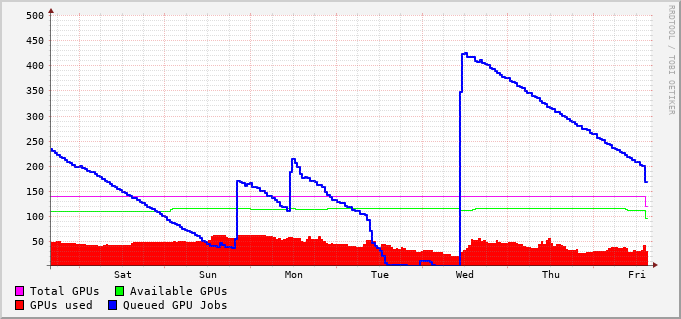 500
450
400
350
300
250
200
150
100
50
Sat Sun Mon Tue Wed Thu Fri
Total GPUs Available GPUs
GPUs used Queued GPU Jobs
RRDTOOL / TOBI OETIKER